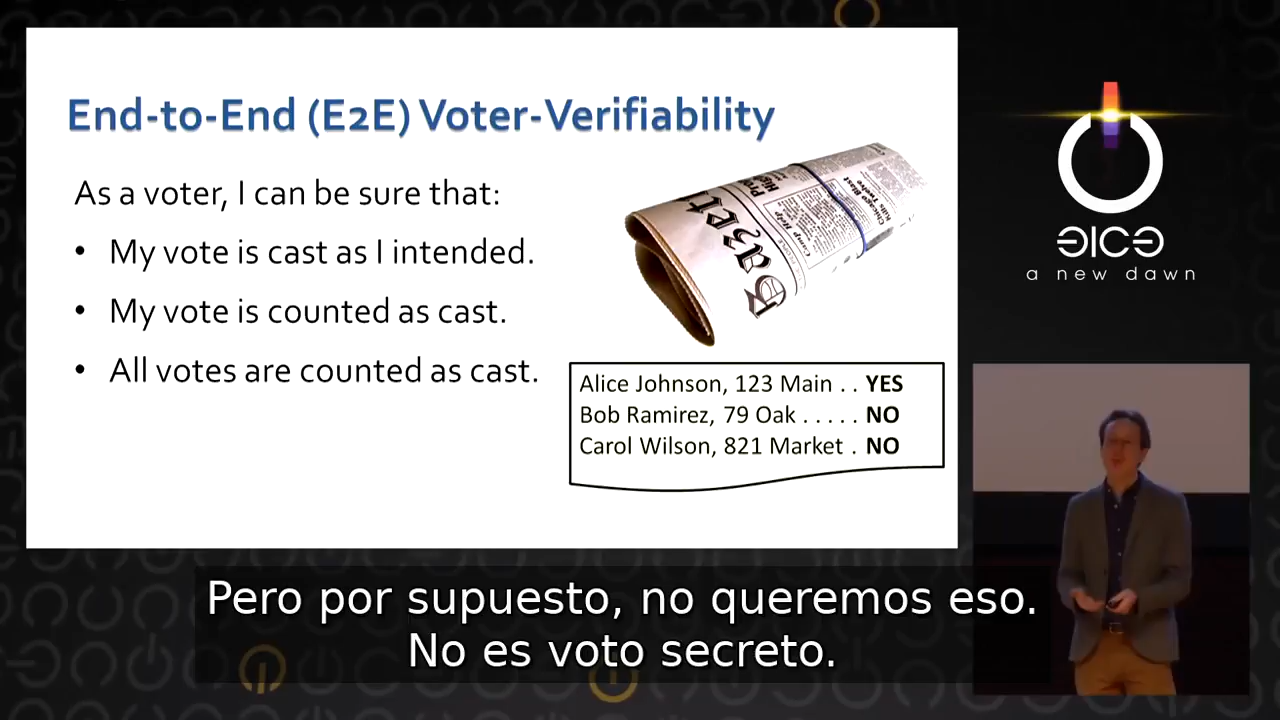 End-to-End (E2E) Voter-Verifiability
As a voter, I can be sure that:
• My vote is cast as I intended.
• My vote is counted as cast.
• All votes are counted as cast.
Alice Johnson, 123 Main . . YES
Bob Ramirez, 79 Oak . . . . . NO
Carol Wilson, 821 Market . NO
a new dawn
Pero por supuesto, no queremos eso.
No es voto secreto.